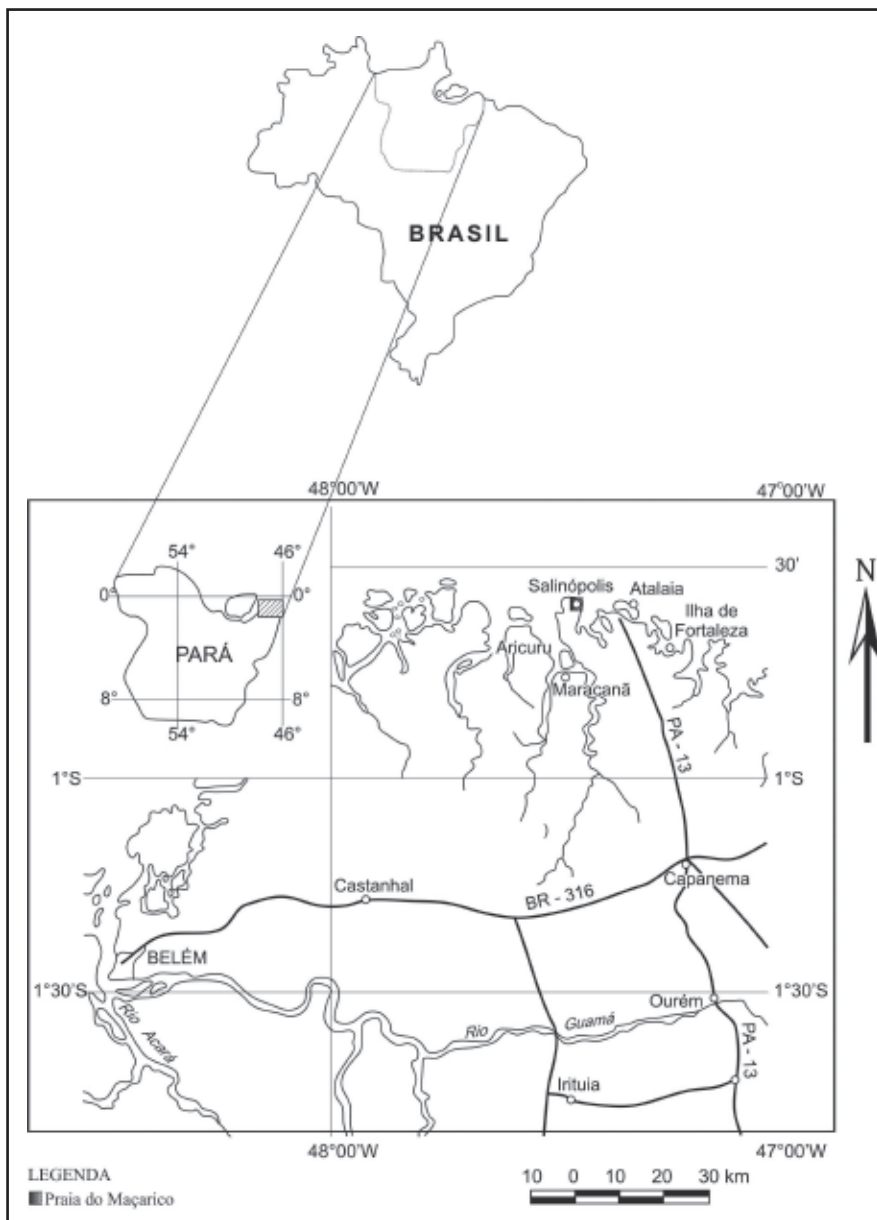 BRASIL
48°00'W
47°00'W
54°
46°
30'
N
0°
0°
Salinópolis
Atalaia
Ilha de
Fortaleza
PARÁ
Aricuru
Maracanã
8°
8°
54°
46°
PA - 13
1°S
1°S
Castanhal
BR - 316
Capanema
BELÉM
1°30'S
Ourém
1°30'S
Rio Acará
Rio Guamá
PA - 13
Irituia
48°00'W
47°00'W
LEGENDA
Praia do Maçarico
10 0 10 20 30 km